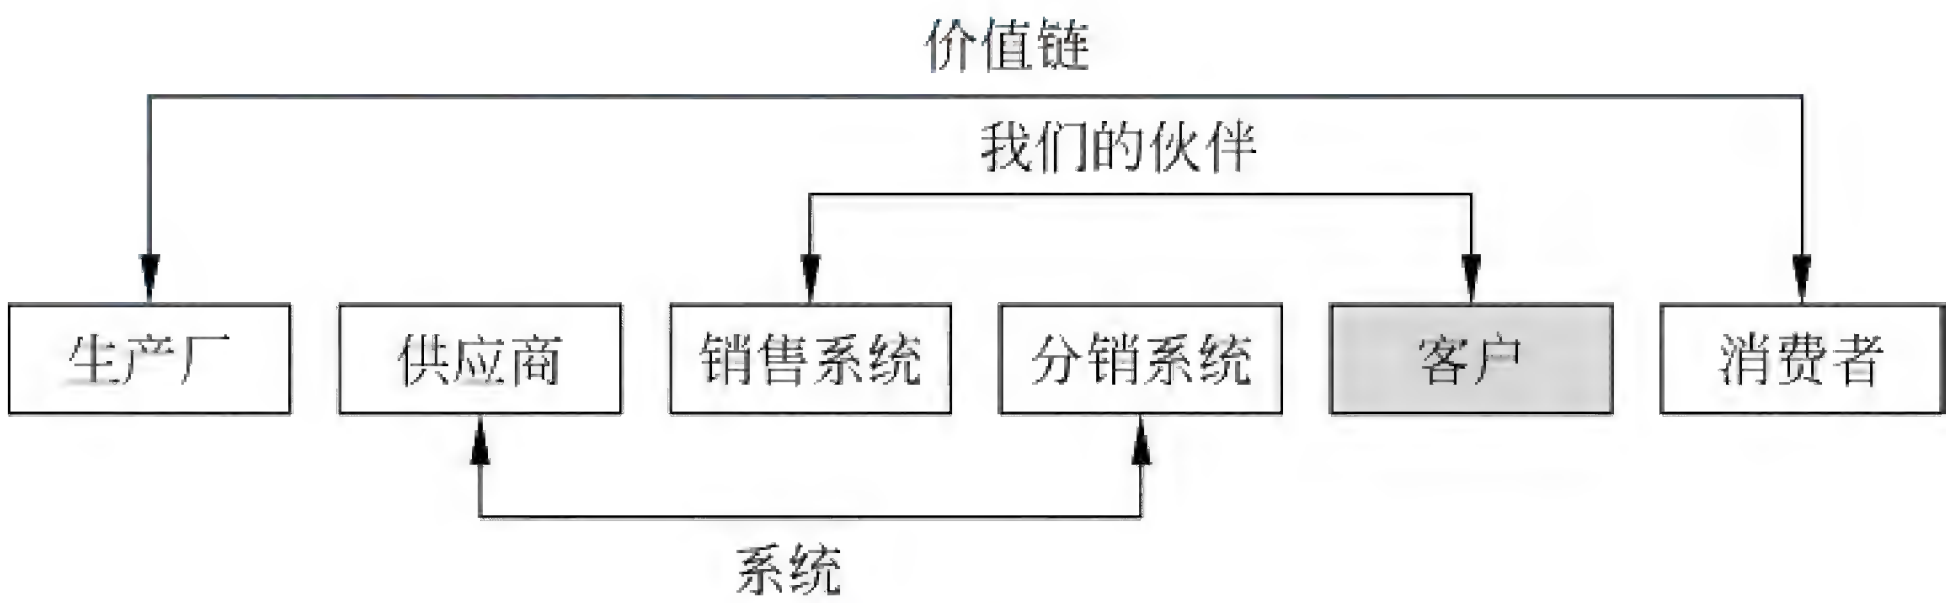 价值链
我们的伙伴
生产厂 供应商 销售系统 分销系统 客户 消费者
系统